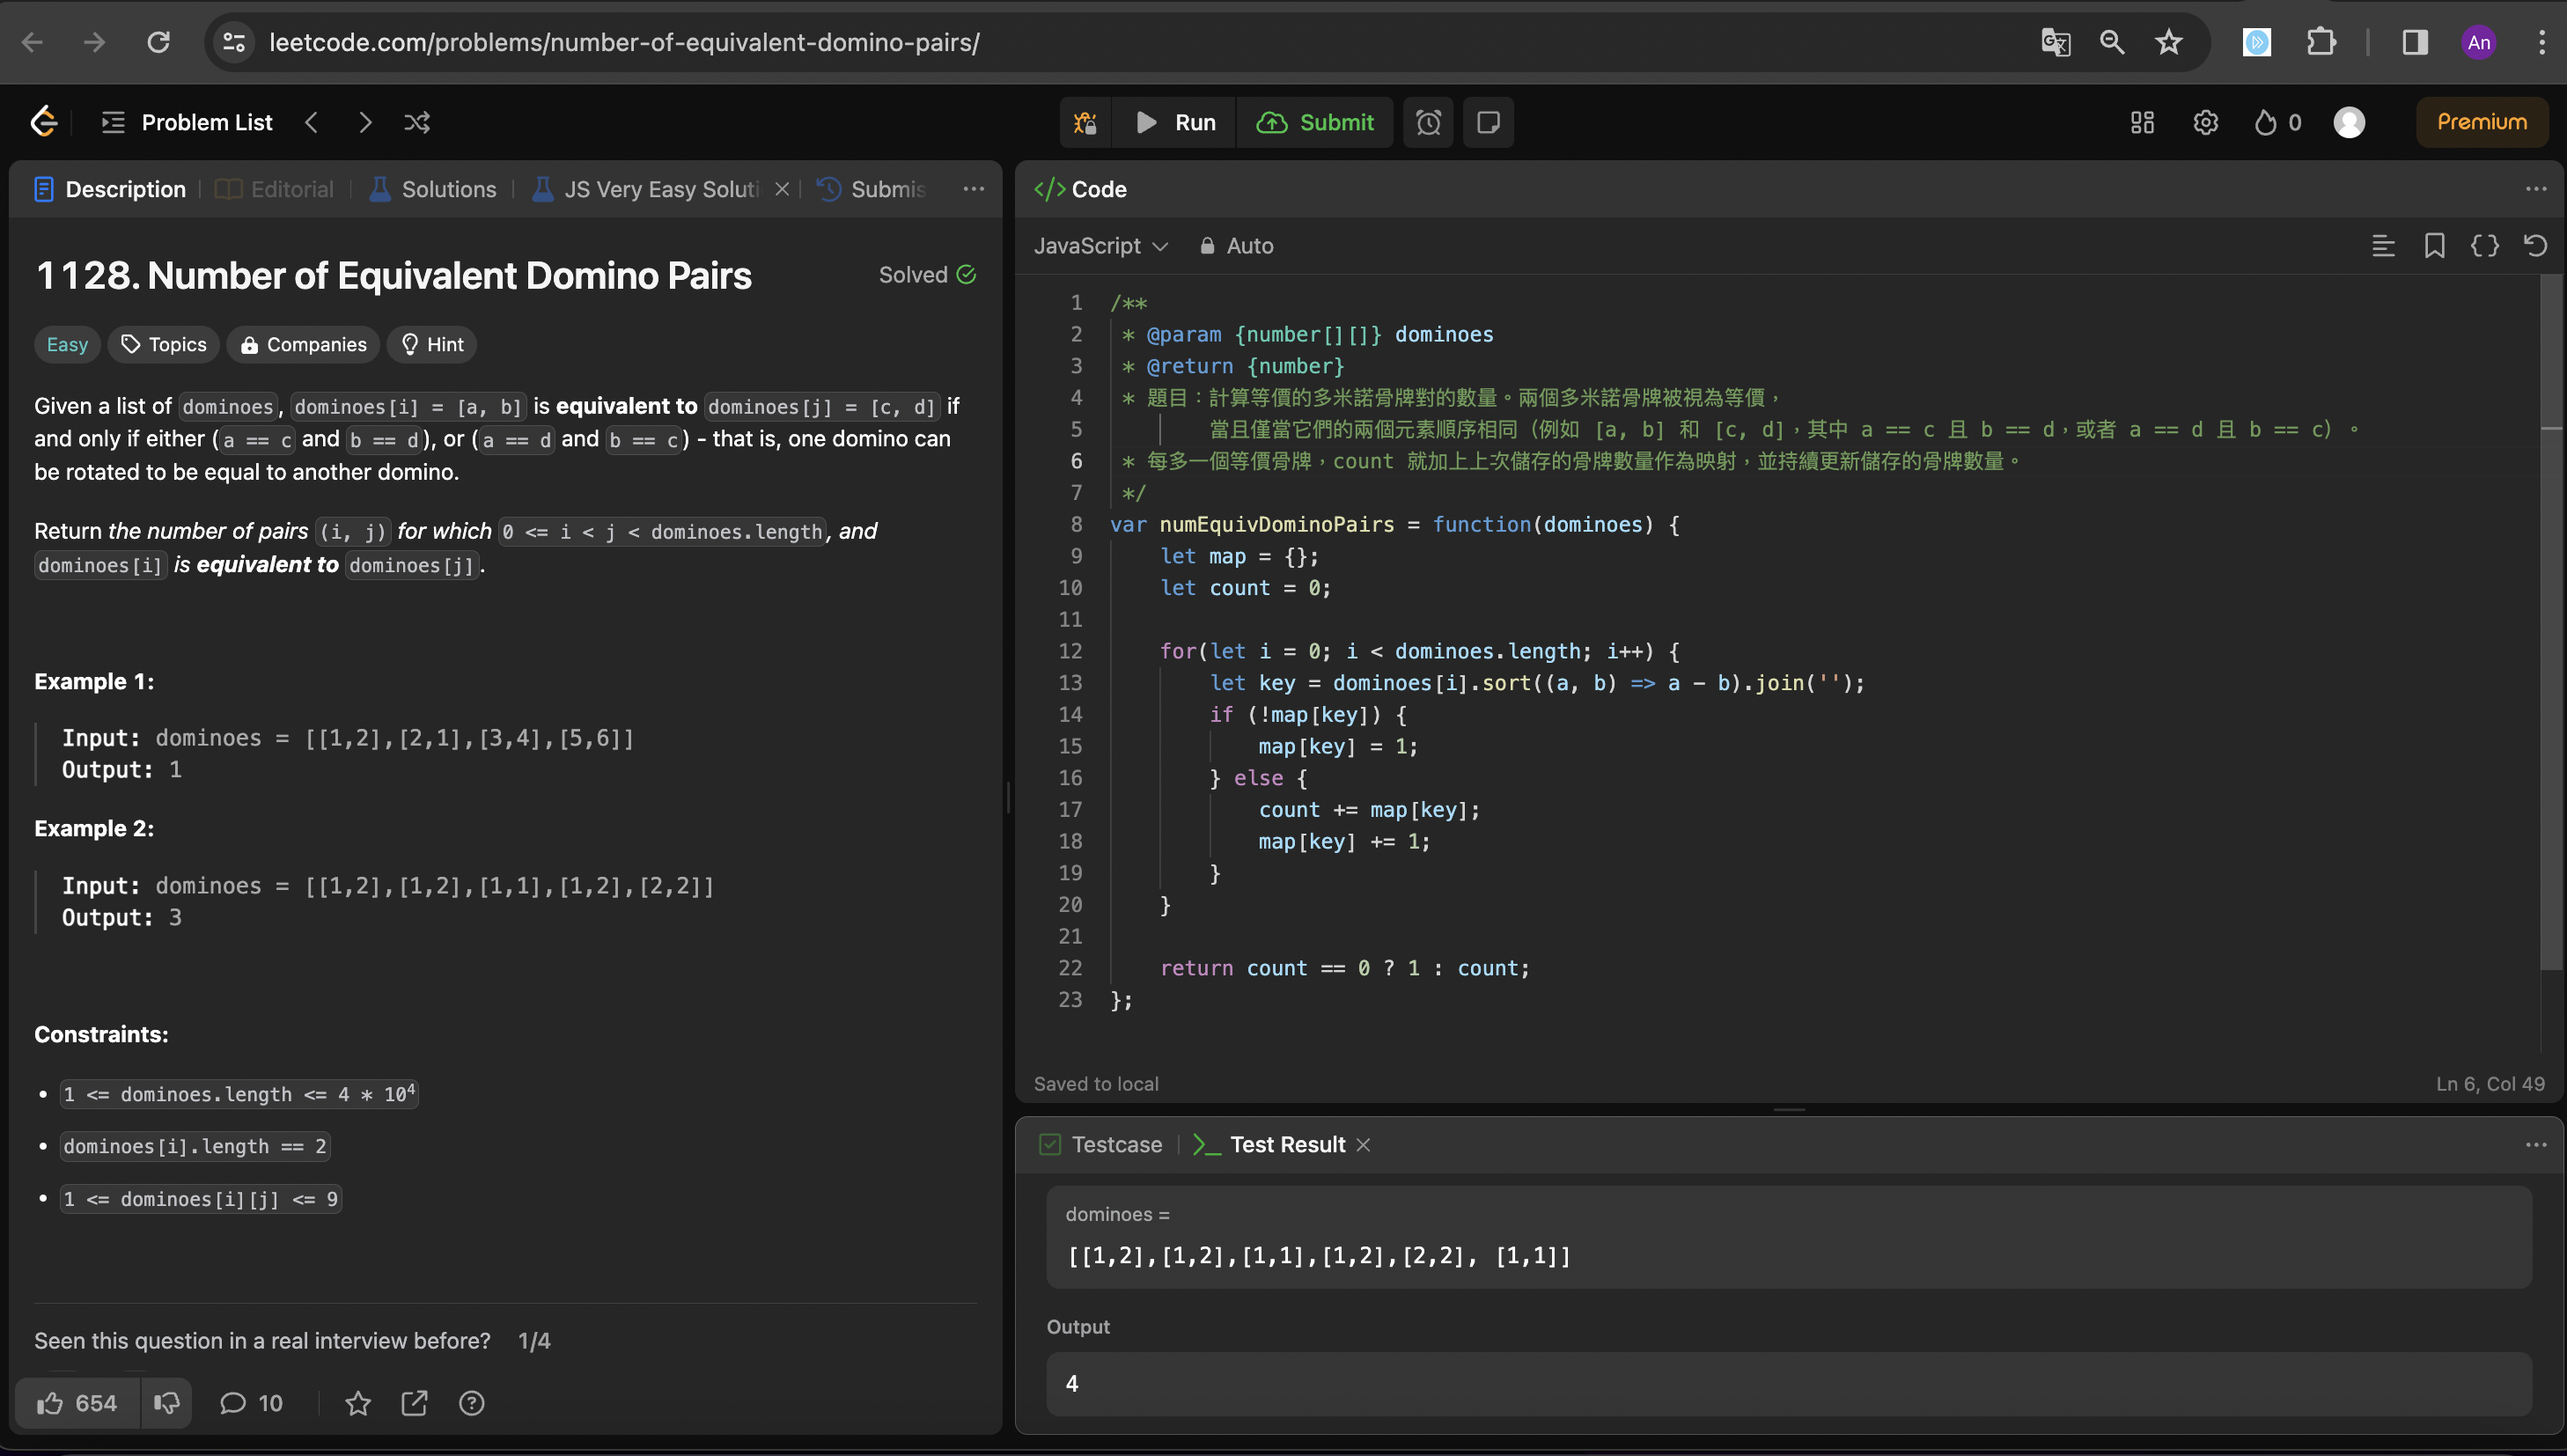 leetcode.com/problems/number-of-equivalent-domino-pairs/
An
Problem List
Run
Submit
0
Premium
Description
Editorial
Solutions
JS Very Easy Soluti
Submis
1128. Number of Equivalent Domino Pairs
Solved
Easy
Topics
Companies
Hint
Given a list of dominoes, dominoes[i] = [a, b] is equivalent to dominoes[j] = [c, d] if
and only if either (a == c and b == d), or (a == d and b == c) - that is, one domino can
be rotated to be equal to another domino.
Return the number of pairs (i, j) for which 0 <= i < j < dominoes.length, and
dominoes[i] is equivalent to dominoes[j].
Example 1:
Input: dominoes = [[1,2],[2,1],[3,4],[5,6]]
Output: 1
Example 2:
Input: dominoes = [[1,2],[1,2],[1,1],[1,2],[2,2]]
Output: 3
Constraints:
• 1 <= dominoes.length <= 4 * 10⁴
• dominoes[i].length == 2
• 1 <= dominoes[i][j] <= 9
Seen this question in a real interview before? 1/4
654
10
</> Code
JavaScript
Auto
1 /**
2 * @param {number[][]} dominoes
3 * @return {number}
4 * 題目：計算等價的多米諾骨牌對的數量。兩個多米諾骨牌被視為等價，
5 當且僅當它們的兩個元素順序相同（例如 [a, b] 和 [c, d]，其中 a == c 且 b == d，或者 a == d 且 b == c）。
6 * 每多一個等價骨牌，count 就加上上次儲存的骨牌數量作為映射，並持續更新儲存的骨牌數量。
7 */
8 var numEquivDominoPairs = function(dominoes) {
9 let map = {};
10 let count = 0;
11
12 for(let i = 0; i < dominoes.length; i++) {
13 let key = dominoes[i].sort((a, b) => a - b).join('');
14 if (!map[key]) {
15 map[key] = 1;
16 } else {
17 count += map[key];
18 map[key] += 1;
19 }
20 }
21
22 return count == 0 ? 1 : count;
23 };
Saved to local
Ln 6, Col 49
Testcase
Test Result
dominoes =
[[1,2],[1,2],[1,1],[1,2],[2,2], [1,1]]
Output
4